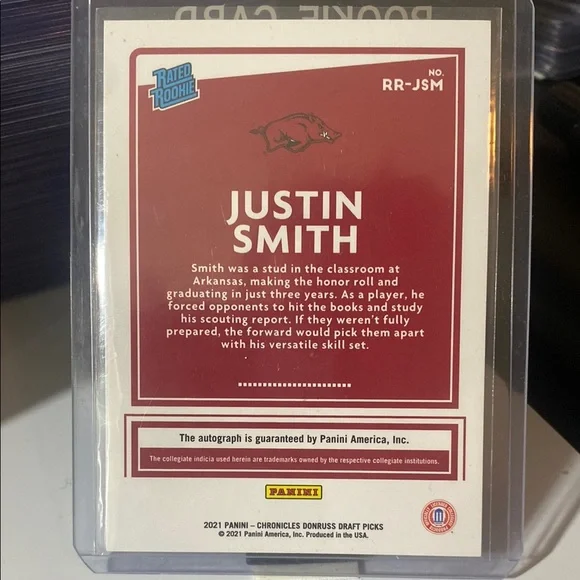 ROOKIE CARD
RATED
ROOKIE
NO.
RR-JSM
JUSTIN
SMITH
Smith was a stud in the classroom at
Arkansas, making the honor roll and
graduating in just three years. As a player, he
forced opponents to hit the books and study
his scouting report. If they weren't fully
prepared, the forward would pick them apart
with his versatile skill set.
The autograph is guaranteed by Panini America, Inc.
The collegiate indicia used herein are trademarks owned by the respective collegiate institutions.
PANINI
2021 PANINI – CHRONICLES DONRUSS DRAFT PICKS
© 2021 Panini America, Inc. Produced in the USA.